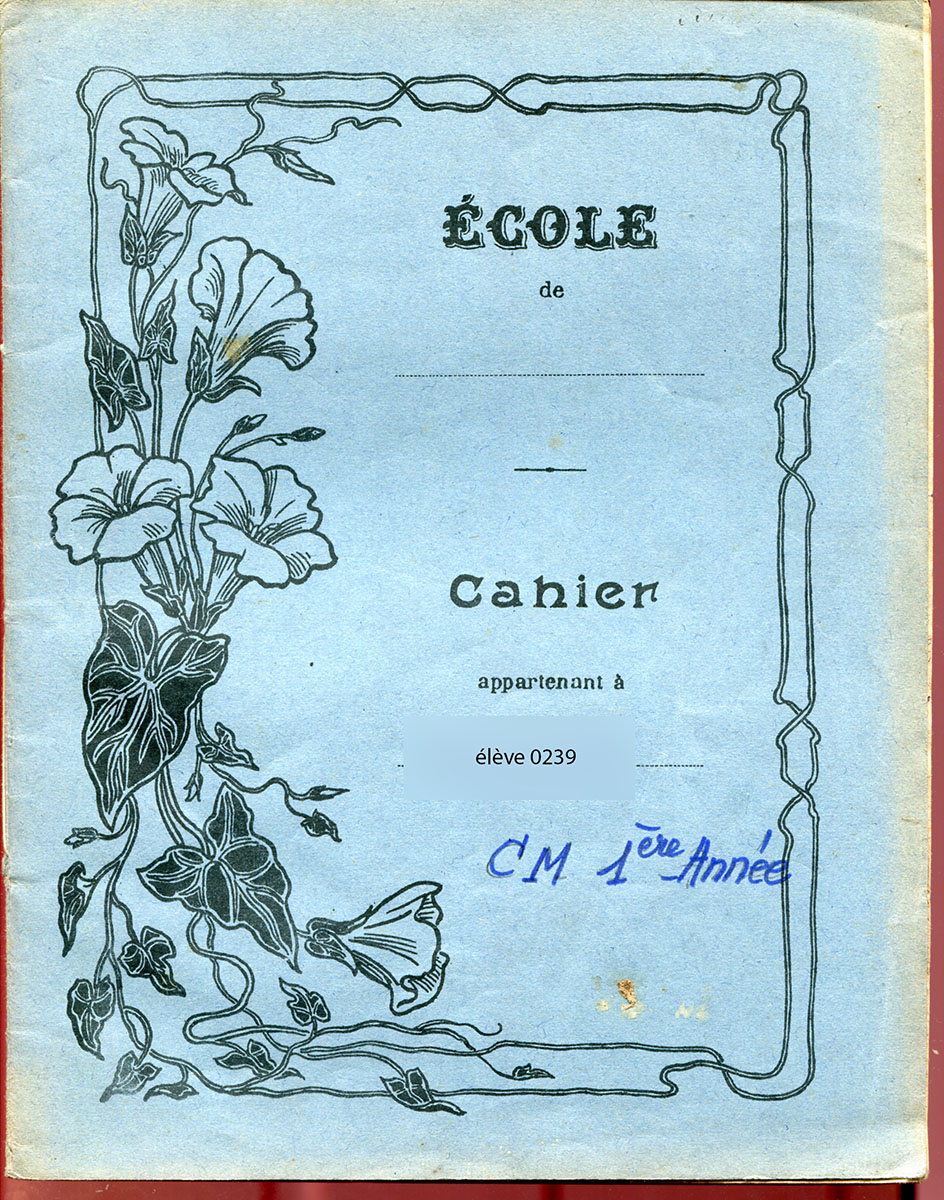 ÉCOLE
de
Cahier
appartenant à
élève 0239
CM 1ère Année